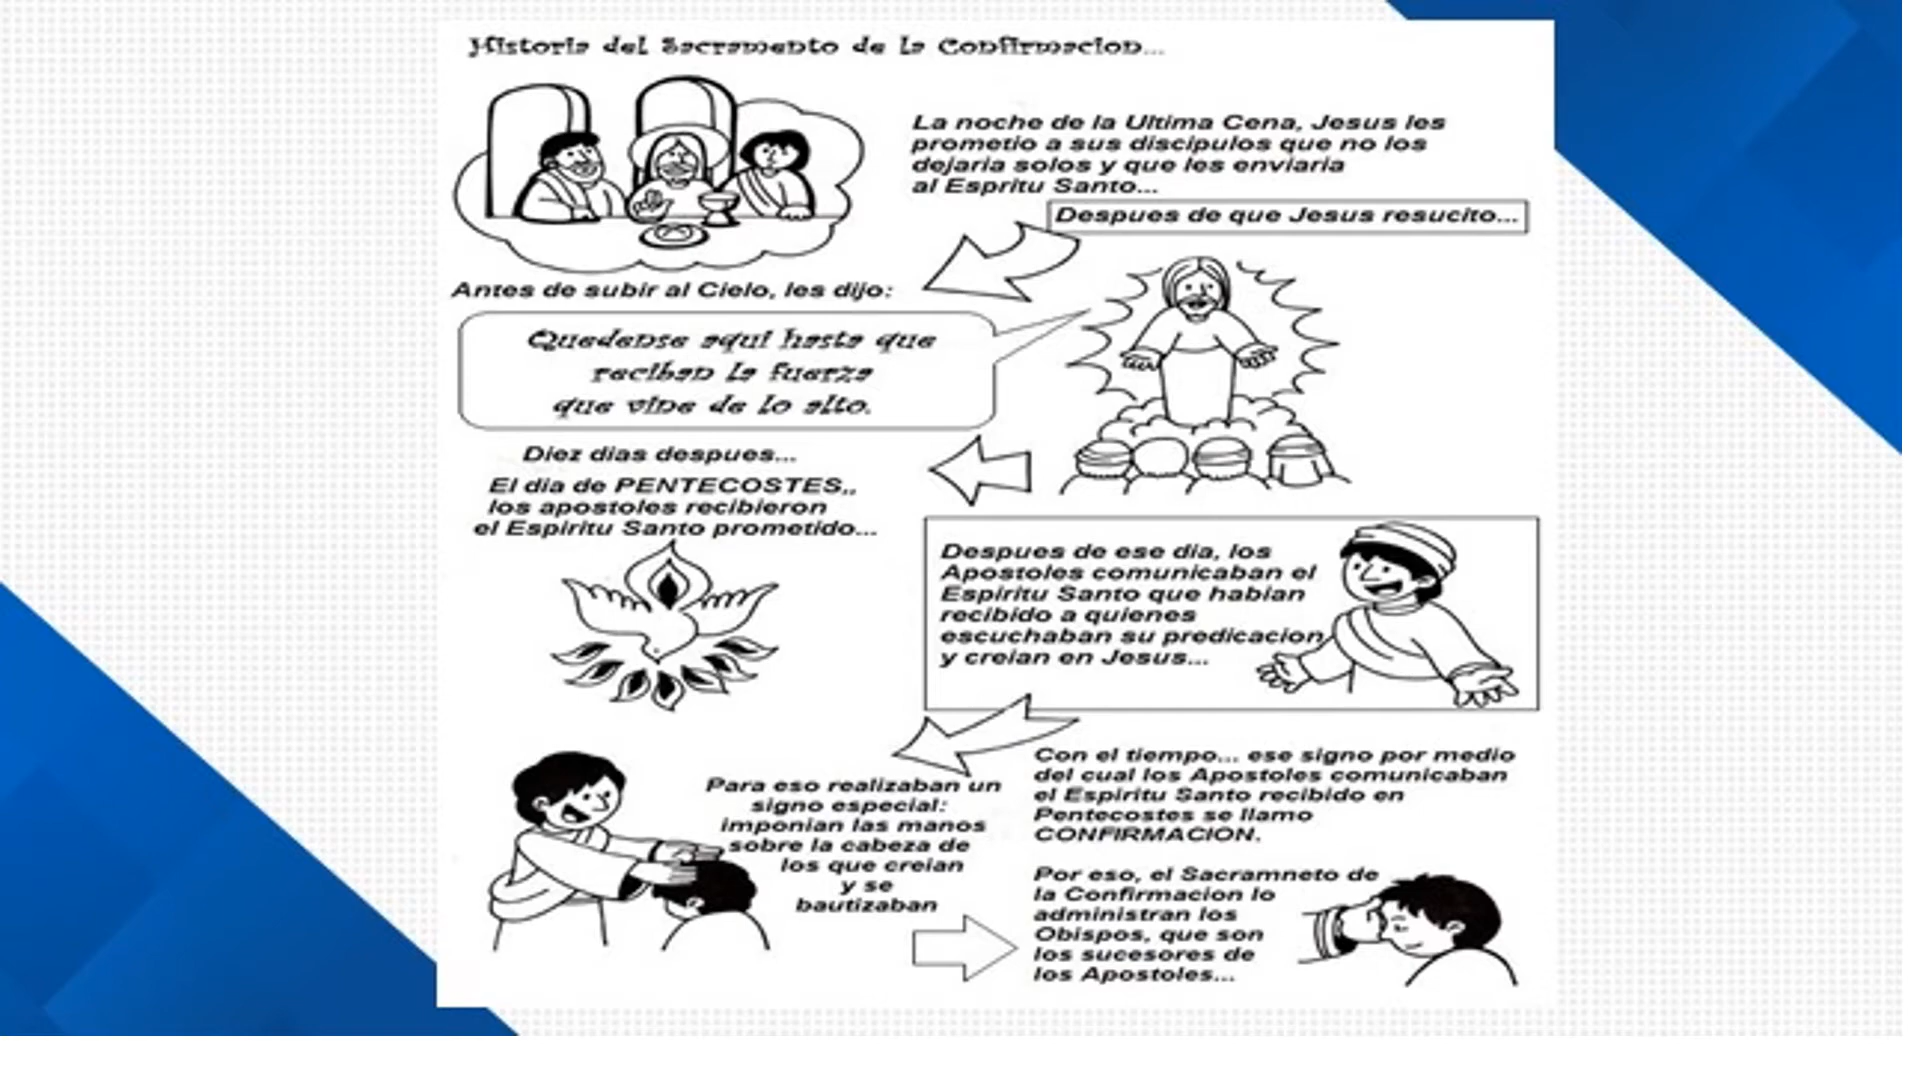 Historia del Sacramento de la Confirmacion...
La noche de la Ultima Cena, Jesus les
prometio a sus discipulos que no los
dejaria solos y que les enviaria
al Espritu Santo...
Despues de que Jesus resucito...
Antes de subir al Cielo, les dijo:
Quedense aqui hasta que
reciban la fuerza
que vine de lo alto.
Diez dias despues...
El dia de PENTECOSTES,,
los apostoles recibieron
el Espiritu Santo prometido...
Despues de ese dia, los
Apostoles comunicaban el
Espiritu Santo que habian
recibido a quienes
escuchaban su predicacion
y creian en Jesus...
Para eso realizaban un
signo especial:
imponian las manos
sobre la cabeza de
los que creian
y se
bautizaban
Con el tiempo... ese signo por medio
del cual los Apostoles comunicaban
el Espiritu Santo recibido en
Pentecostes se llamo
CONFIRMACION.
Por eso, el Sacramneto de
la Confirmacion lo
administran los
Obispos, que son
los sucesores de
los Apostoles...